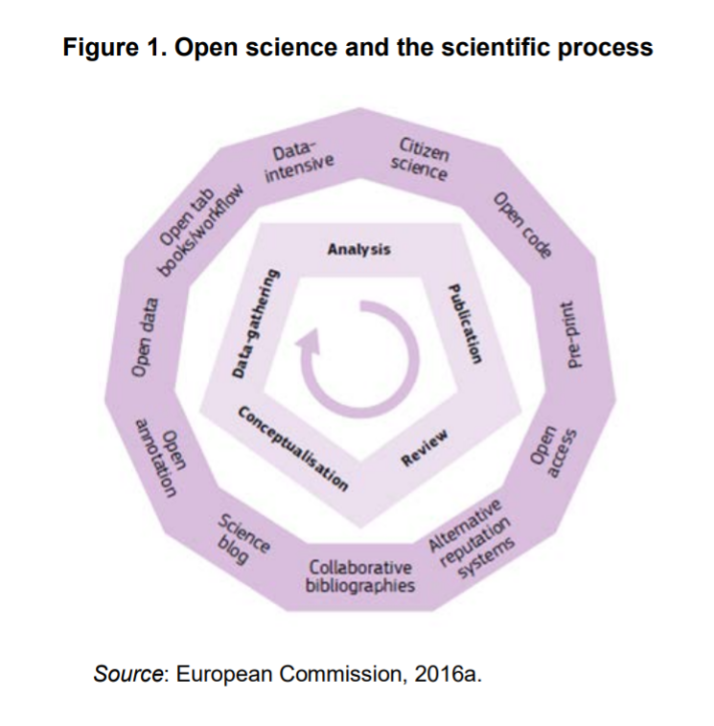 Figure 1. Open science and the scientific process
Data-
intensive
Citizen
science
Open code
Pre-print
Open
access
Alternative
reputation
systems
Collaborative
bibliographies
Science
blog
Open
annotation
Open data
Open tab
books/workflow
Analysis
Publication
Review
Conceptualisation
Data-gathering
Source: European Commission, 2016a.